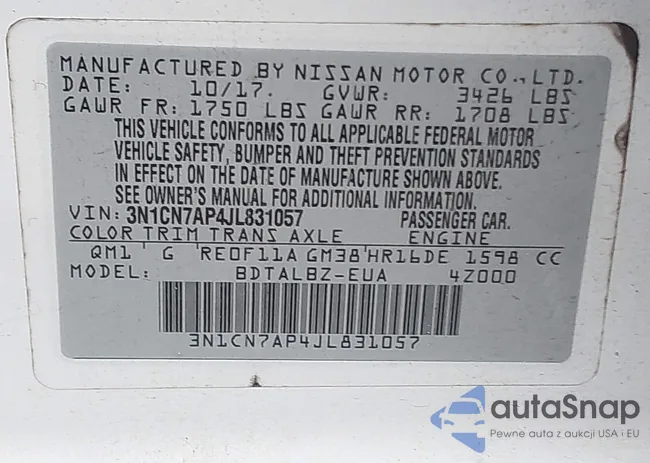 MANUFACTURED BY NISSAN MOTOR CO., LTD.
DATE: 10/17. GVWR: 3426 LBS
GAWR FR: 1750 LBS GAWR RR: 1708 LBS
THIS VEHICLE CONFORMS TO ALL APPLICABLE FEDERAL MOTOR
VEHICLE SAFETY, BUMPER AND THEFT PREVENTION STANDARDS
IN EFFECT ON THE DATE OF MANUFACTURE SHOWN ABOVE.
SEE OWNER'S MANUAL FOR ADDITIONAL INFORMATION.
VIN: 3N1CN7AP4JL831057 PASSENGER CAR.
COLOR TRIM TRANS AXLE ENGINE
QM1 ' G RE0F11A GM38'HR16DE 1598 CC
MODEL: BDTALBZ-EUA 4Z000
3N1CN7AP4JL831057
autaSnap
Pewne auta z aukcji USA i EU